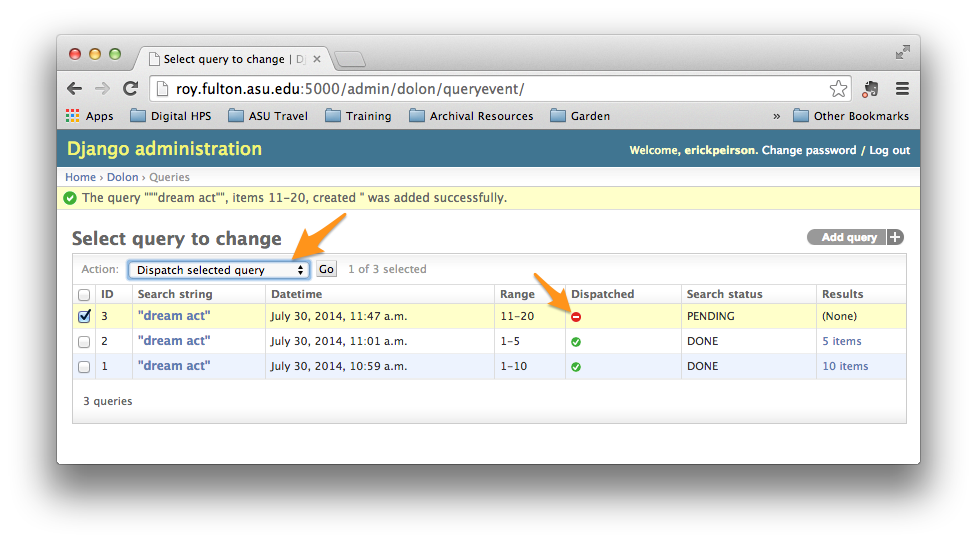 Select query to change | D
roy.fulton.asu.edu:5000/admin/dolon/queryevent/
Apps Digital HPS ASU Travel Training Archival Resources Garden » Other Bookmarks
Django administration Welcome, erickpeirson. Change password / Log out
Home › Dolon › Queries
The query """dream act"", items 11-20, created " was added successfully.
Select query to change Add query +
Action: Dispatch selected query Go 1 of 3 selected
ID Search string Datetime Range Dispatched Search status Results
3 "dream act" July 30, 2014, 11:47 a.m. 11-20 PENDING (None)
2 "dream act" July 30, 2014, 11:01 a.m. 1-5 DONE 5 items
1 "dream act" July 30, 2014, 10:59 a.m. 1-10 DONE 10 items
3 queries